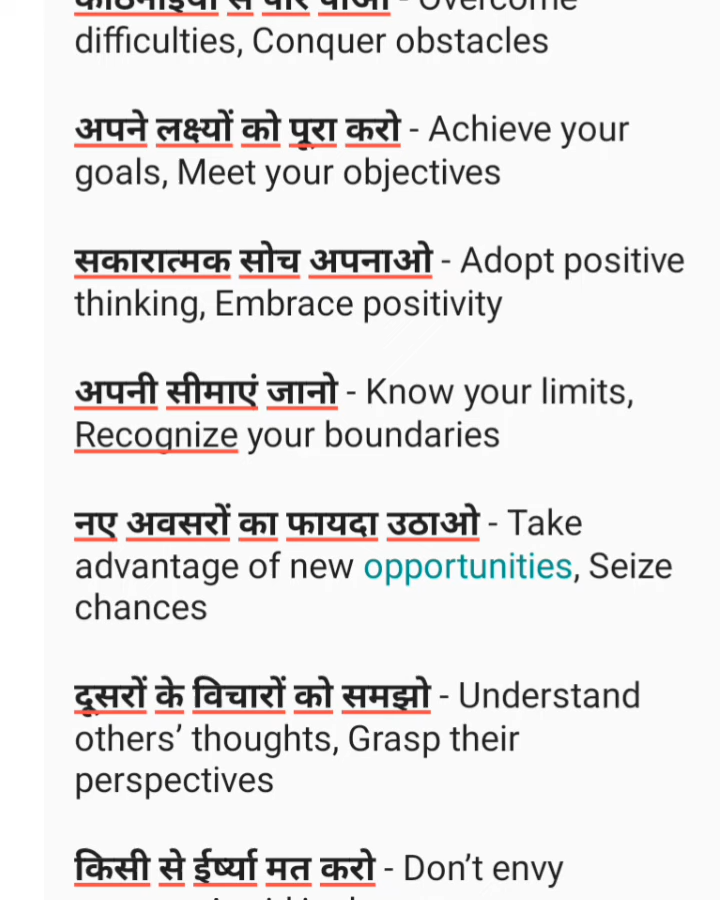 difficulties, Conquer obstacles
अपने लक्ष्यों को पूरा करो - Achieve your
goals, Meet your objectives
सकारात्मक सोच अपनाओ - Adopt positive
thinking, Embrace positivity
अपनी सीमाएं जानो - Know your limits,
Recognize your boundaries
नए अवसरों का फायदा उठाओ - Take
advantage of new opportunities, Seize
chances
दूसरों के विचारों को समझो - Understand
others’ thoughts, Grasp their
perspectives
किसी से ईर्ष्या मत करो - Don’t envy